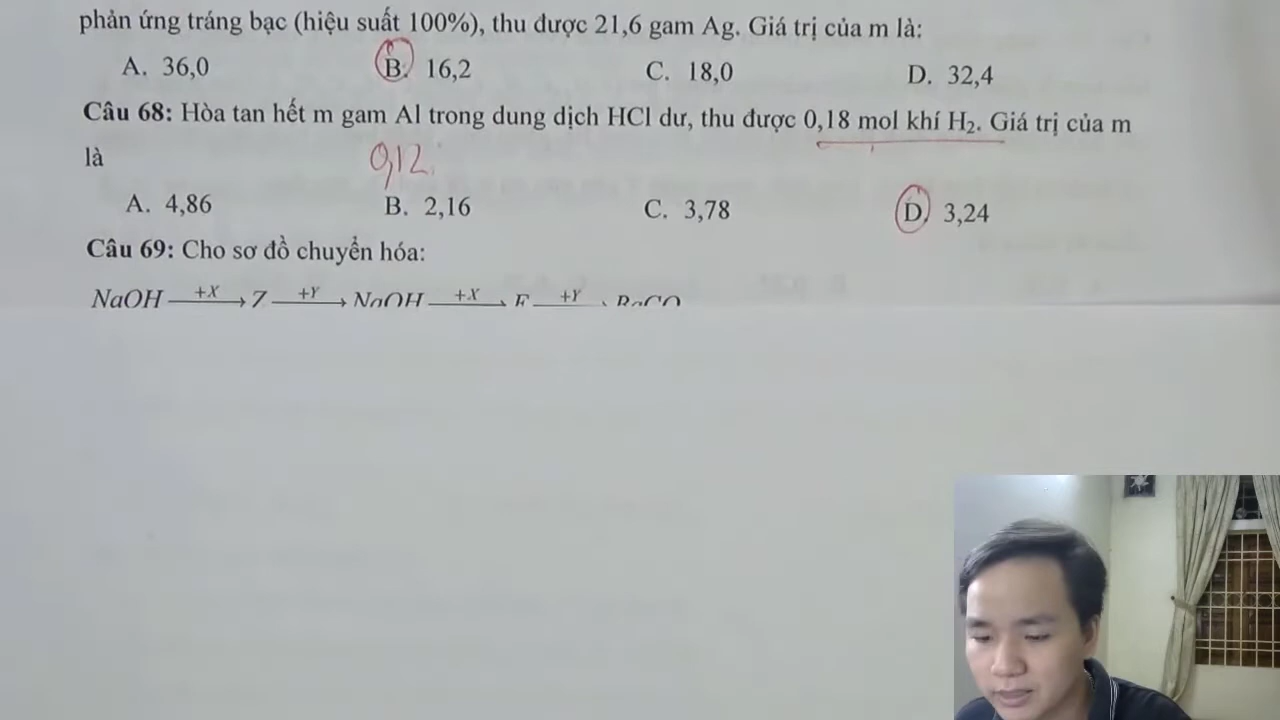 phản ứng tráng bạc (hiệu suất 100%), thu được 21,6 gam Ag. Giá trị của m là:
A. 36,0 B. 16,2 C. 18,0 D. 32,4
Câu 68: Hòa tan hết m gam Al trong dung dịch HCl dư, thu được 0,18 mol khí H₂. Giá trị của m
là
0,12.
A. 4,86 B. 2,16 C. 3,78 D. 3,24
Câu 69: Cho sơ đồ chuyển hóa:
NaOH +X → Z +Y → NaOH +X → E +Y → BaCO